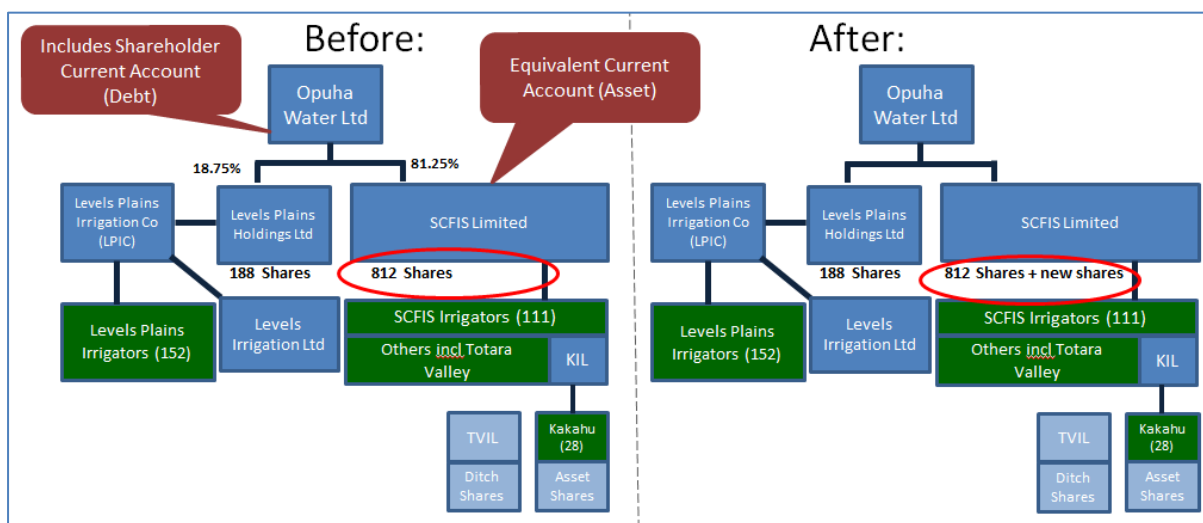 Before:
Includes Shareholder
Current Account
(Debt)
Opuha
Water Ltd
Equivalent Current
Account (Asset)
18.75%
81.25%
Levels Plains
Irrigation Co
(LPIC)
Levels Plains
Holdings Ltd
SCFIS Limited
188 Shares
812 Shares
Levels Plains
Irrigators (152)
Levels
Irrigation Ltd
SCFIS Irrigators (111)
Others incl Totara
Valley
KIL
TVIL
Kakahu
(28)
Ditch
Shares
Asset
Shares
After:
Opuha
Water Ltd
Levels Plains
Irrigation Co
(LPIC)
Levels Plains
Holdings Ltd
SCFIS Limited
188 Shares
812 Shares + new shares
Levels Plains
Irrigators (152)
Levels
Irrigation Ltd
SCFIS Irrigators (111)
Others incl Totara
Valley
KIL
TVIL
Kakahu
(28)
Ditch
Shares
Asset
Shares